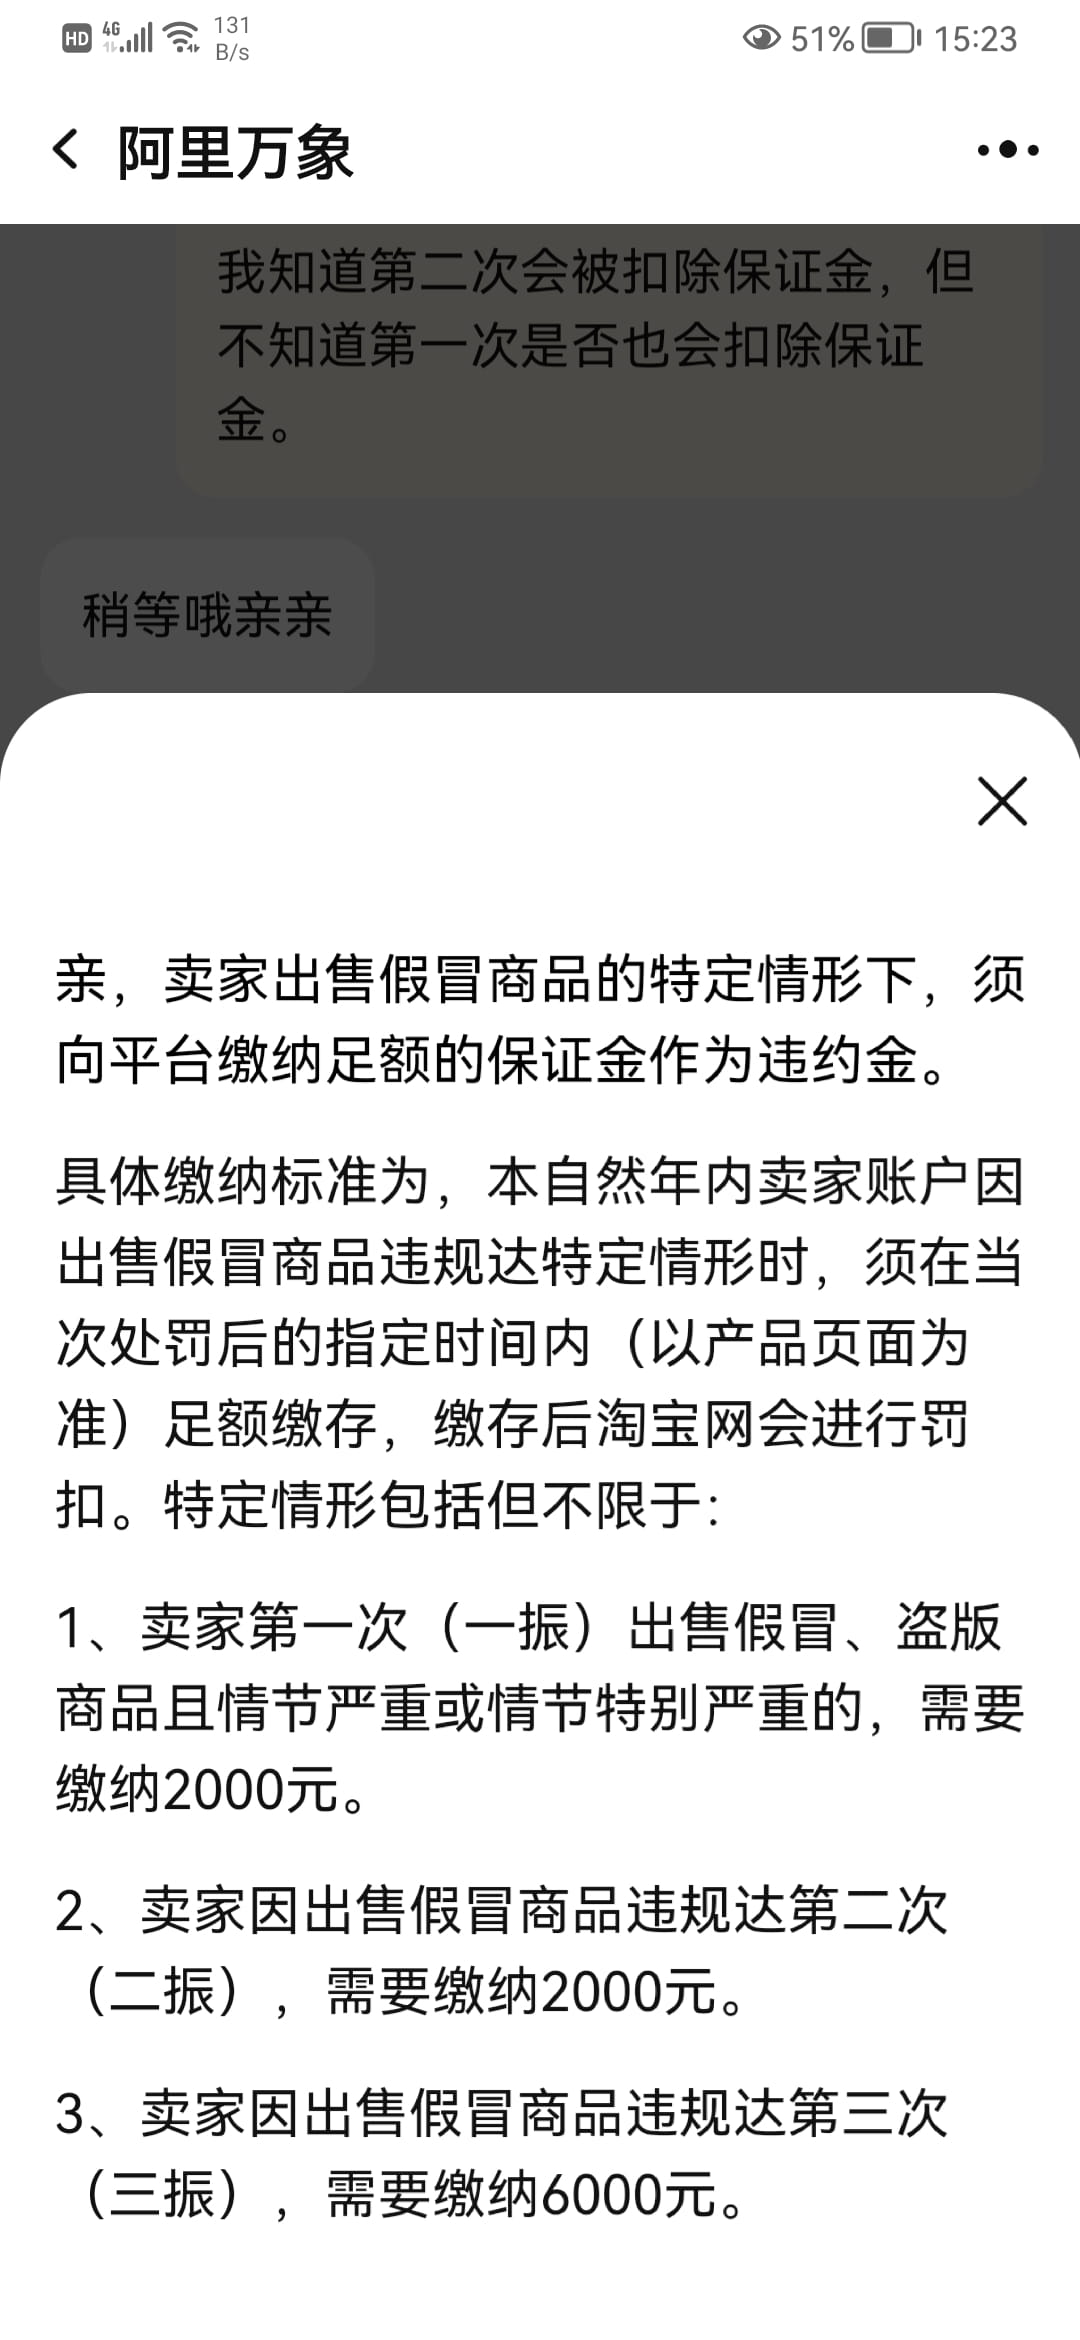 HD 4G 131 B/s 51% 15:23
阿里万象
我知道第二次会被扣除保证金，但
不知道第一次是否也会扣除保证
金。
稍等哦亲亲
亲，卖家出售假冒商品的特定情形下，须
向平台缴纳足额的保证金作为违约金。
具体缴纳标准为，本自然年内卖家账户因
出售假冒商品违规达特定情形时，须在当
次处罚后的指定时间内（以产品页面为
准）足额缴存，缴存后淘宝网会进行罚
扣。特定情形包括但不限于：
1、卖家第一次（一振）出售假冒、盗版
商品且情节严重或情节特别严重的，需要
缴纳2000元。
2、卖家因出售假冒商品违规达第二次
（二振），需要缴纳2000元。
3、卖家因出售假冒商品违规达第三次
（三振），需要缴纳6000元。